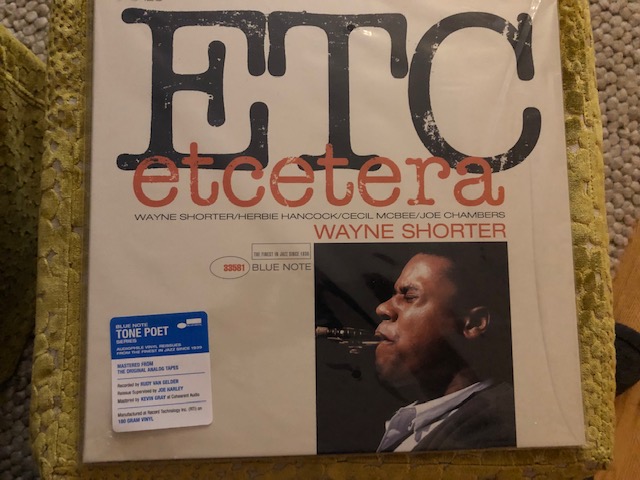 ETC
etcetera
WAYNE SHORTER/HERBIE HANCOCK/CECIL MCBEE/JOE CHAMBERS
WAYNE SHORTER
THE FINEST IN JAZZ SINCE 1939
33581 BLUE NOTE
BLUE NOTE
TONE POET
SERIES
AUDIOPHILE VINYL REISSUES
FROM THE FINEST IN JAZZ SINCE 1939
MASTERED FROM
THE ORIGINAL ANALOG TAPES
Recorded by RUDY VAN GELDER
Reissue Supervised by JOE HARLEY
Mastered by KEVIN GRAY at Cohearent Audio
Manufactured at Record Technology Inc. (RTI) on
180 GRAM VINYL